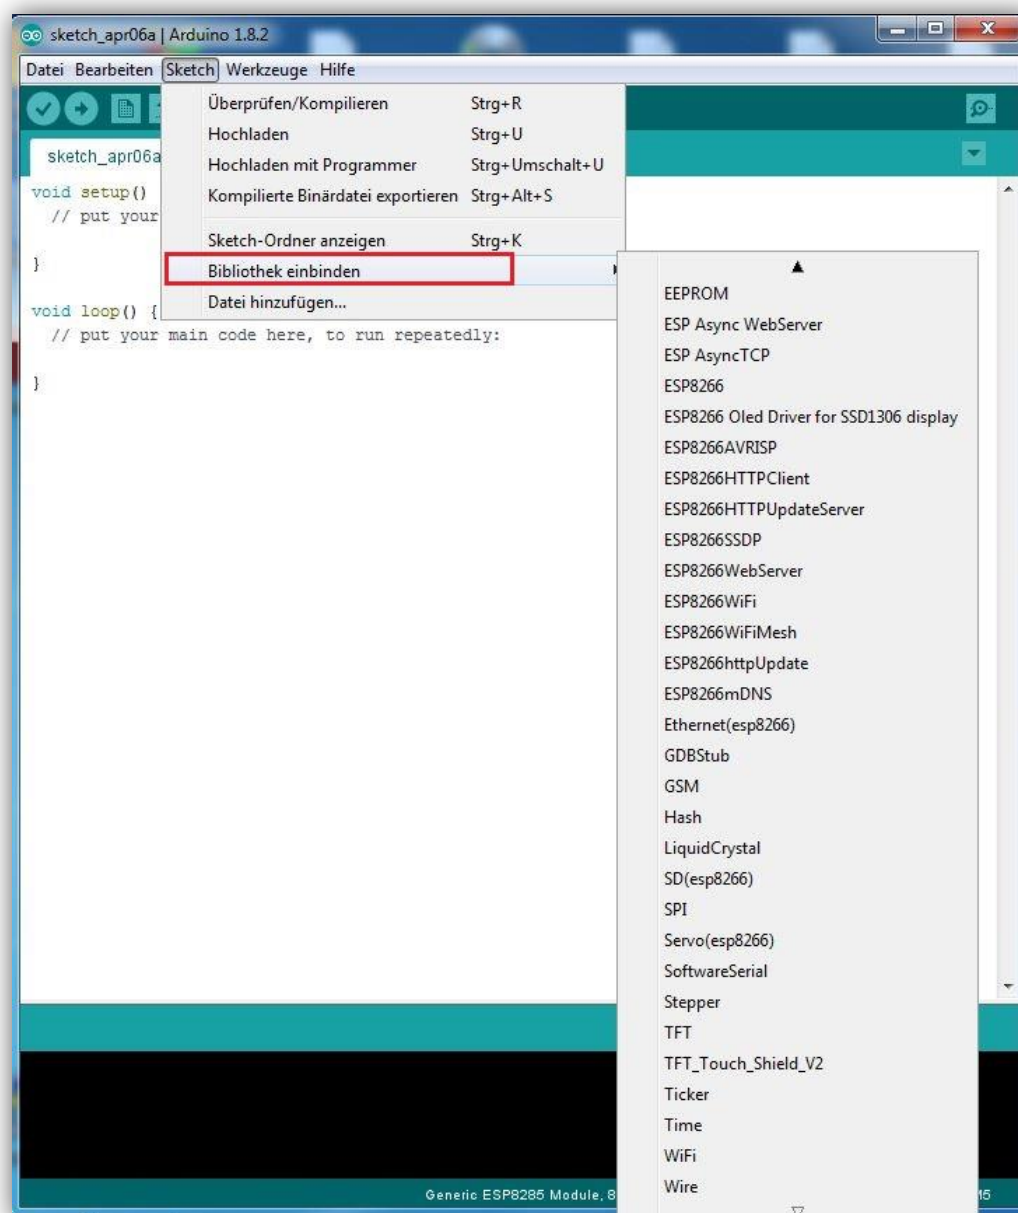 sketch_apr06a | Arduino 1.8.2
Datei Bearbeiten Sketch Werkzeuge Hilfe
Überprüfen/Kompilieren Strg+R
Hochladen Strg+U
Hochladen mit Programmer Strg+Umschalt+U
Kompilierte Binärdatei exportieren Strg+Alt+S
Sketch-Ordner anzeigen Strg+K
Bibliothek einbinden
Datei hinzufügen...
sketch_apr06a
void setup()
// put your
}
void loop() {
// put your main code here, to run repeatedly:
}
EEPROM
ESP Async WebServer
ESP AsyncTCP
ESP8266
ESP8266 Oled Driver for SSD1306 display
ESP8266AVRISP
ESP8266HTTPClient
ESP8266HTTPUpdateServer
ESP8266SSDP
ESP8266WebServer
ESP8266WiFi
ESP8266WiFiMesh
ESP8266httpUpdate
ESP8266mDNS
Ethernet(esp8266)
GDBStub
GSM
Hash
LiquidCrystal
SD(esp8266)
SPI
Servo(esp8266)
SoftwareSerial
Stepper
TFT
TFT_Touch_Shield_V2
Ticker
Time
WiFi
Wire
Generic ESP8285 Module, 8